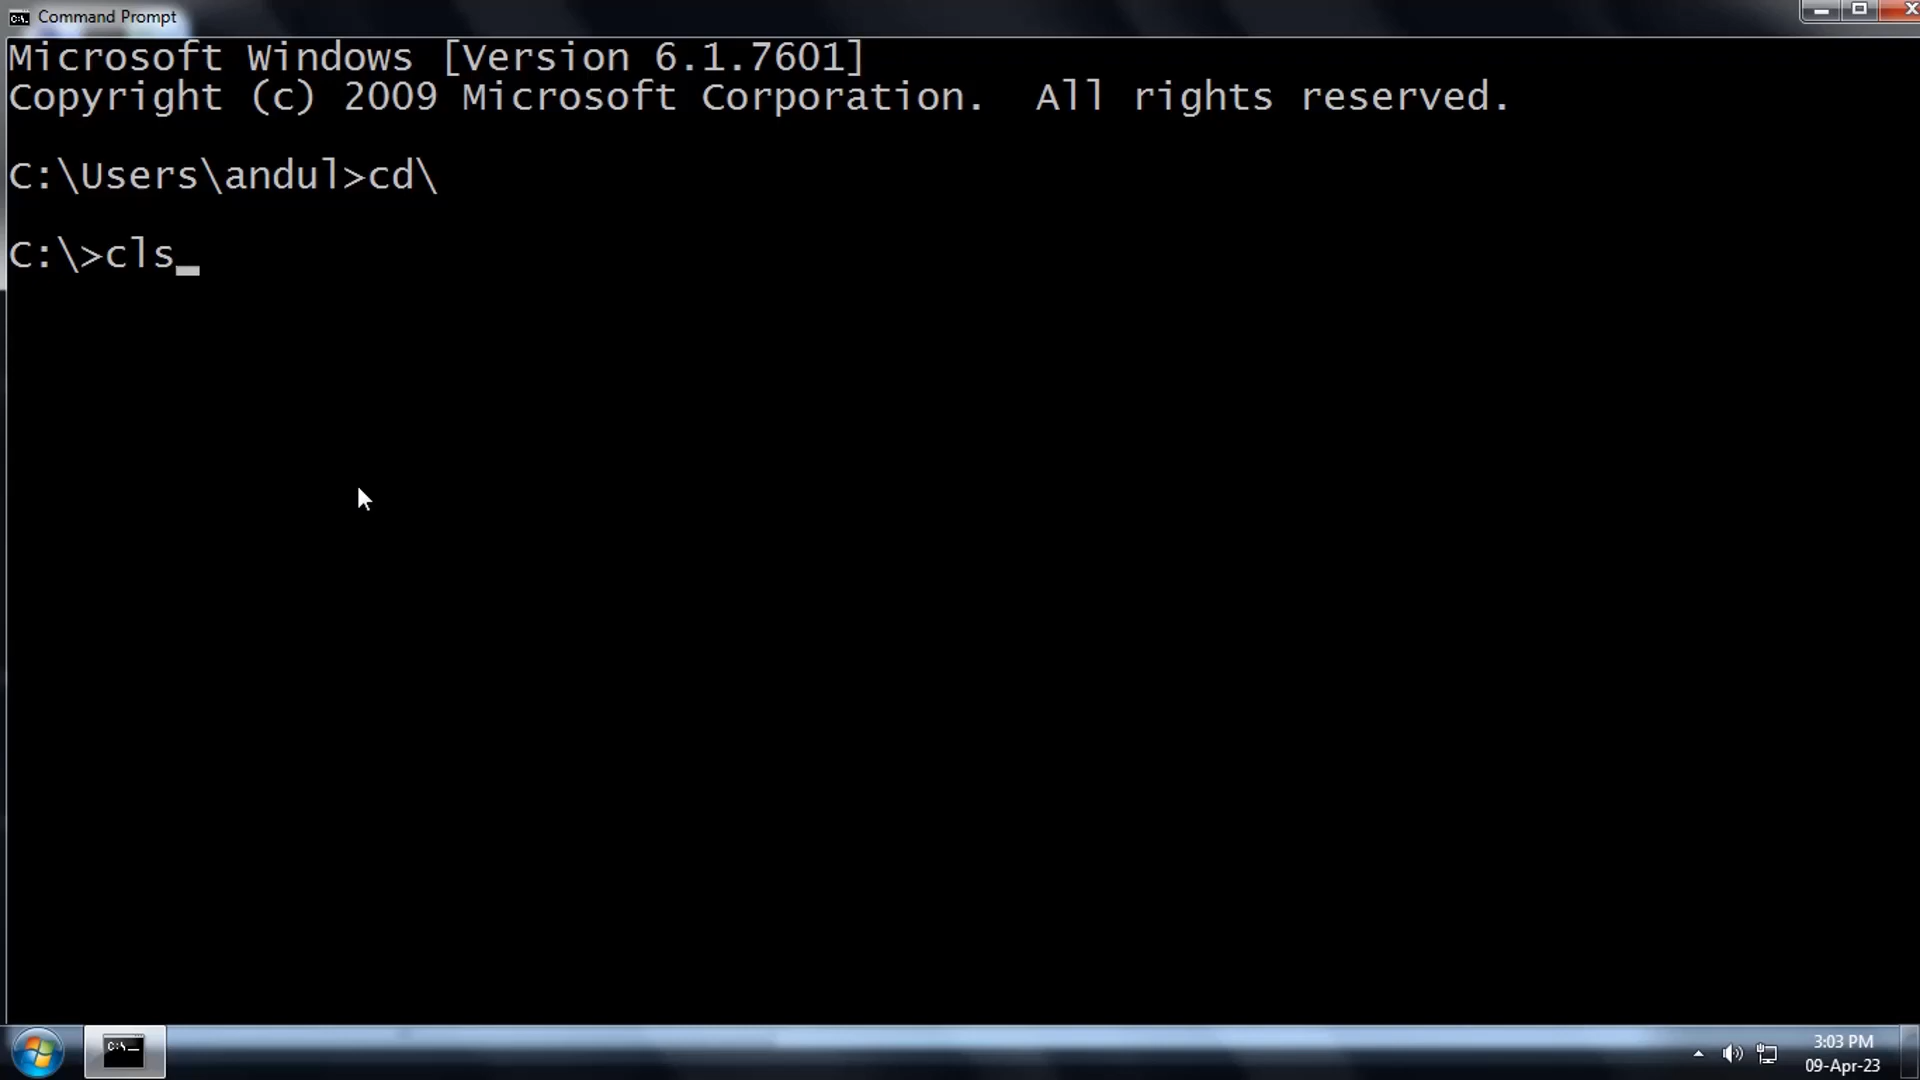 Command Prompt
Microsoft Windows [Version 6.1.7601]
Copyright (c) 2009 Microsoft Corporation.  All rights reserved.
C:\Users\andul>cd\
C:\>cls_
3:03 PM
09-Apr-23